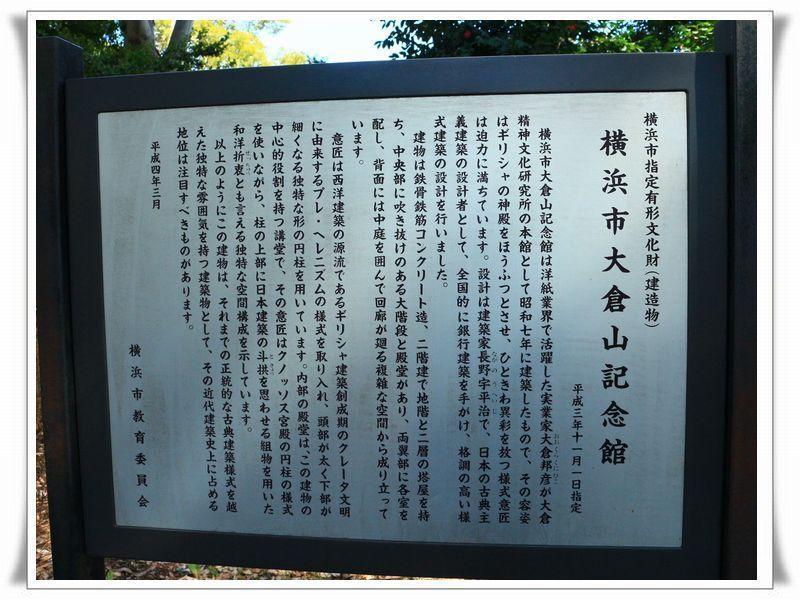 横浜市指定有形文化財(建造物)
横浜市大倉山記念館
平成三年十一月一日指定
横浜市大倉山記念館は洋紙業界で活躍した実業家大倉邦彦が大倉
おおくらくにひこ
精神文化研究所の本館として昭和七年に建築したもので、その容姿
はギリシャの神殿をほうふつとさせ、ひときわ異彩を放つ様式意匠
は迫力に満ちています。設計は建築家長野宇平治で、日本の古典主
ながのうへいじ
義建築の設計者として、全国的に銀行建築を手がけ、格調の高い様
式建築の設計を行いました。
建物は鉄骨鉄筋コンクリート造、二階建で地階と二層の塔屋を持
ち、中央部に吹き抜けのある大階段と殿堂があり、両翼部に各室を
配し、背面には中庭を囲んで回廊が廻る複雑な空間から成り立って
います。
意匠は西洋建築の源流であるギリシャ建築創成期のクレータ文明
に由来するプレ・ヘレニズムの様式を取り入れ、頭部が太く下部が
細くなる独特な形の円柱を用いています。内部の殿堂は、この建物の
中心的役割を持つ講堂で、その意匠はクノッソス宮殿の円柱の様式
を使いながら、柱の上部に日本建築の斗拱を思わせる組物を用いた
ときょう
和洋折衷とも言える独特な空間構成を示しています。
せっちゅう
以上のようにこの建物は、それまでの正統的な古典建築様式を越
えた独特な雰囲気を持つ建築物として、その近代建築史上に占める
地位は注目すべきものがあります。
平成四年三月
横浜市教育委員会